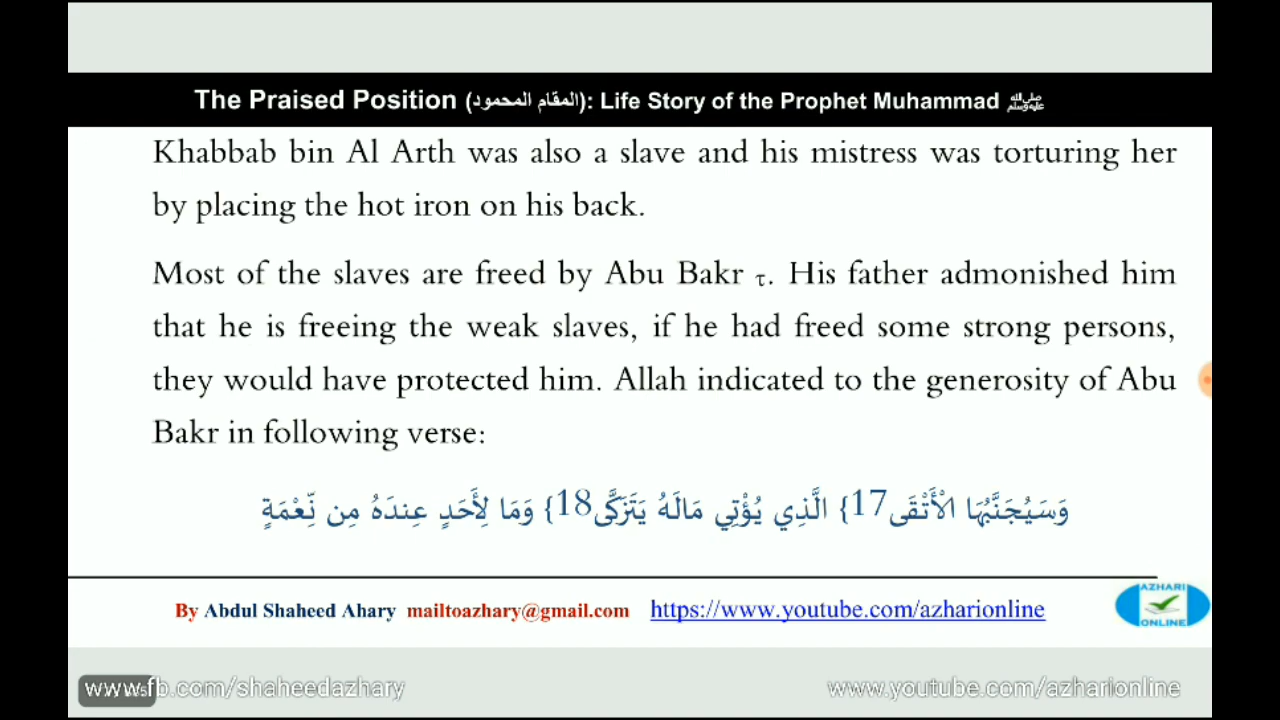 The Praised Position (المقام المحمود): Life Story of the Prophet Muhammad ﷺ
Khabbab bin Al Arth was also a slave and his mistress was torturing her
by placing the hot iron on his back.
Most of the slaves are freed by Abu Bakr τ. His father admonished him
that he is freeing the weak slaves, if he had freed some strong persons,
they would have protected him. Allah indicated to the generosity of Abu
Bakr in following verse:
وَسَيُجَنَّبُهَا الْأَتْقَى17} الَّذِي يُؤْتِي مَالَهُ يَتَزَكَّى18} وَمَا لِأَحَدٍ عِندَهُ مِن نِّعْمَةٍ
By Abdul Shaheed Ahary mailtoazhary@gmail.com https://www.youtube.com/azharionline
AZHARI
ONLINE
www.fb.com/shaheedazhary
www.youtube.com/azharionline